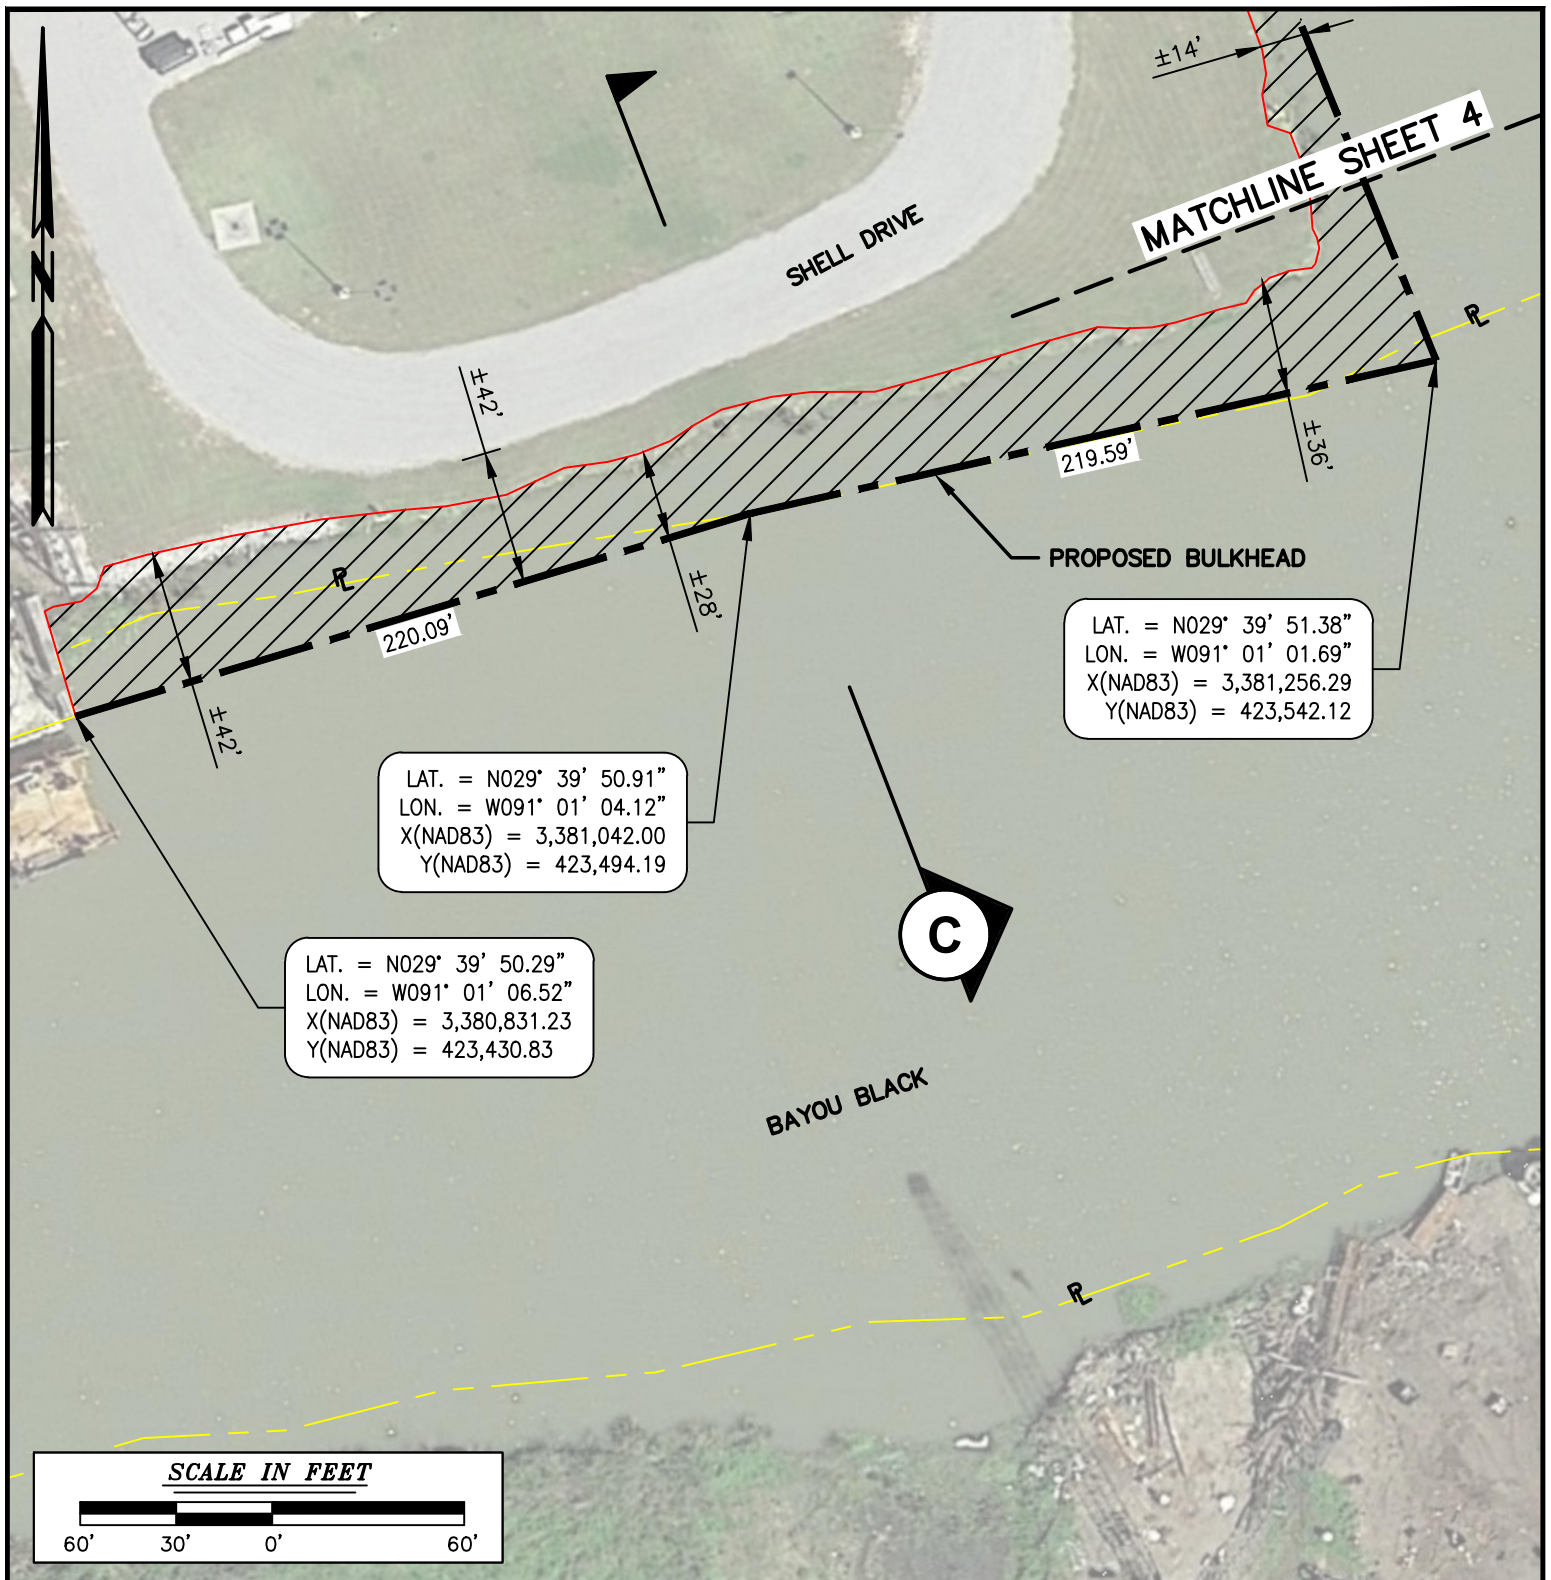 ±14'
MATCHLINE SHEET 4
N
SHELL DRIVE
PL
±42'
±36'
219.59'
PROPOSED BULKHEAD
PL
±28'
220.09'
±42'
LAT. = N029° 39' 51.38"
LON. = W091° 01' 01.69"
X(NAD83) = 3,381,256.29
Y(NAD83) = 423,542.12
LAT. = N029° 39' 50.91"
LON. = W091° 01' 04.12"
X(NAD83) = 3,381,042.00
Y(NAD83) = 423,494.19
C
LAT. = N029° 39' 50.29"
LON. = W091° 01' 06.52"
X(NAD83) = 3,380,831.23
Y(NAD83) = 423,430.83
BAYOU BLACK
PL
SCALE IN FEET
60' 30' 0' 60'